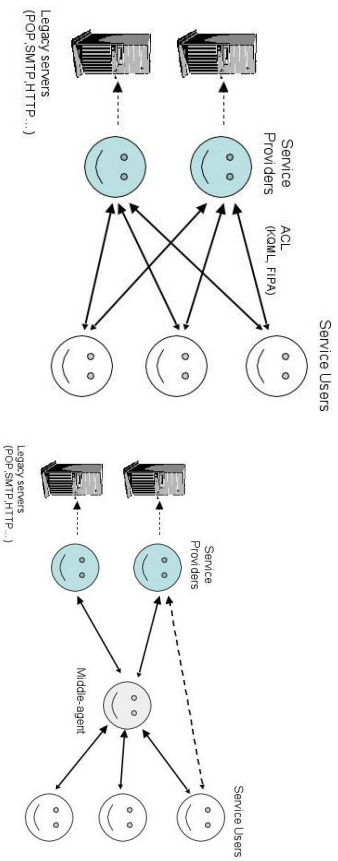 Service Users
ACL
(KQML, FIPA)
Service
Providers
Legacy servers
(POP,SMTP,HTTP... )
Service Users
Middle-agent
Service
Providers
Legacy servers
(POP,SMTP,HTTP... )